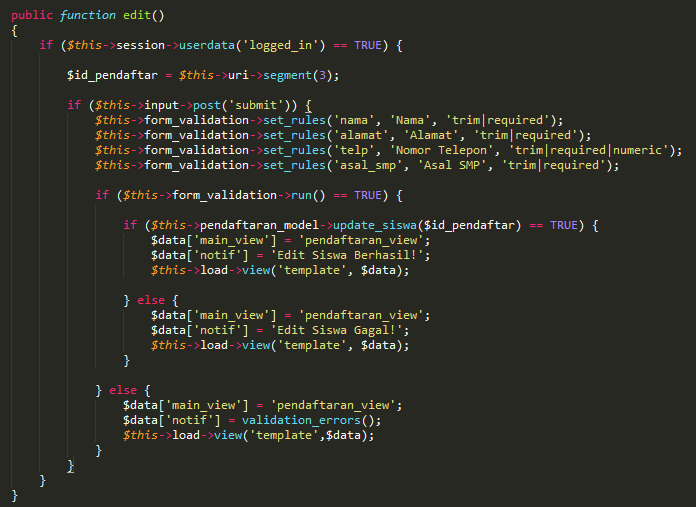 public function edit()
{
if ($this->session->userdata('logged_in') == TRUE) {
$id_pendaftar = $this->uri->segment(3);
if ($this->input->post('submit')) {
$this->form_validation->set_rules('nama', 'Nama', 'trim|required');
$this->form_validation->set_rules('alamat', 'Alamat', 'trim|required');
$this->form_validation->set_rules('telp', 'Nomor Telepon', 'trim|required|numeric');
$this->form_validation->set_rules('asal_smp', 'Asal SMP', 'trim|required');
if ($this->form_validation->run() == TRUE) {
if ($this->pendaftaran_model->update_siswa($id_pendaftar) == TRUE) {
$data['main_view'] = 'pendaftaran_view';
$data['notif'] = 'Edit Siswa Berhasil!';
$this->load->view('template', $data);
} else {
$data['main_view'] = 'pendaftaran_view';
$data['notif'] = 'Edit Siswa Gagal!';
$this->load->view('template', $data);
}
} else {
$data['main_view'] = 'pendaftaran_view';
$data['notif'] = validation_errors();
$this->load->view('template',$data);
}
}
}
}